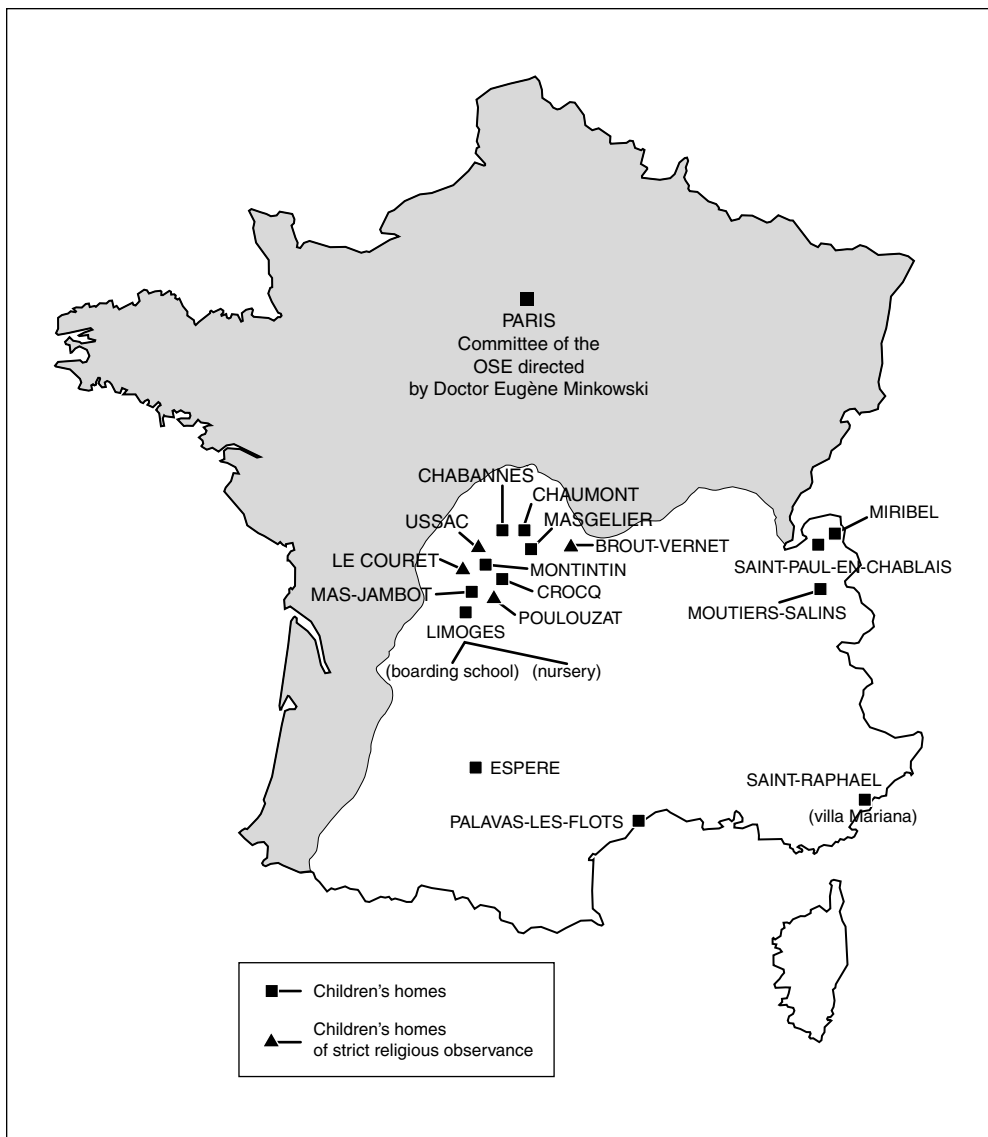 PARIS
Committee of the
OSE directed
by Doctor Eugène Minkowski
CHABANNES
CHAUMONT
MASGELIER
USSAC
BROUT-VERNET
LE COURET
MONTINTIN
CROCQ
MAS-JAMBOT
POULOUZAT
LIMOGES
(boarding school) (nursery)
MIRIBEL
SAINT-PAUL-EN-CHABLAIS
MOUTIERS-SALINS
ESPERE
SAINT-RAPHAEL
(villa Mariana)
PALAVAS-LES-FLOTS
Children's homes
Children's homes
of strict religious observance